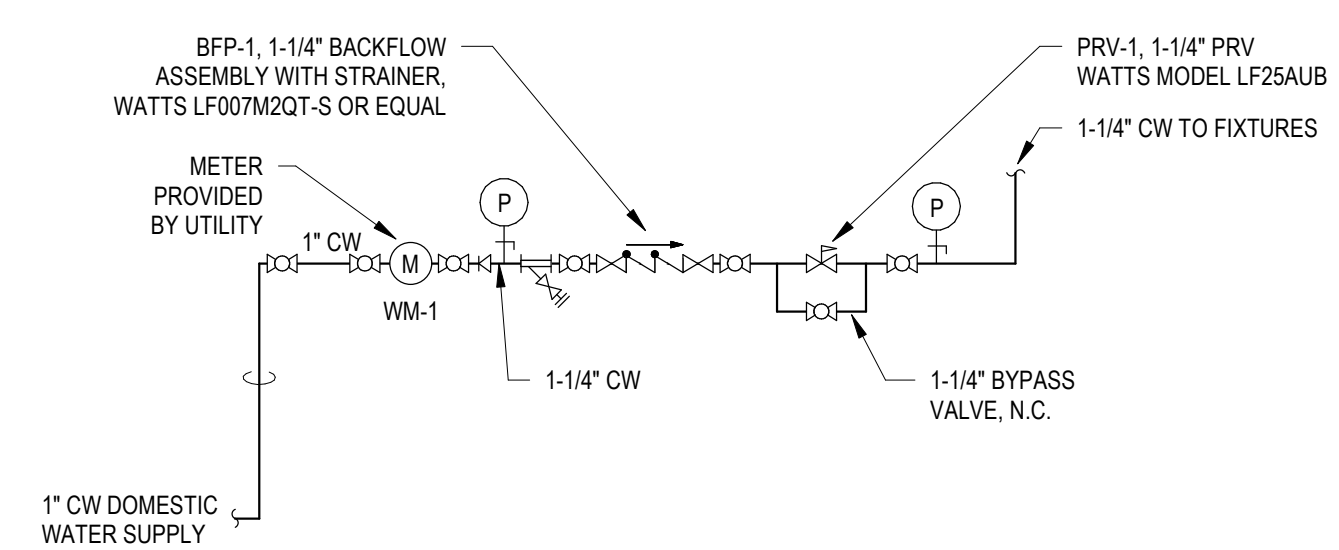 BFP-1, 1-1/4" BACKFLOW
ASSEMBLY WITH STRAINER,
WATTS LF007M2QT-S OR EQUAL
PRV-1, 1-1/4" PRV
WATTS MODEL LF25AUB
1-1/4" CW TO FIXTURES
METER
PROVIDED
BY UTILITY
P
P
1" CW
M
WM-1
1-1/4" CW
1-1/4" BYPASS
VALVE, N.C.
1" CW DOMESTIC
WATER SUPPLY